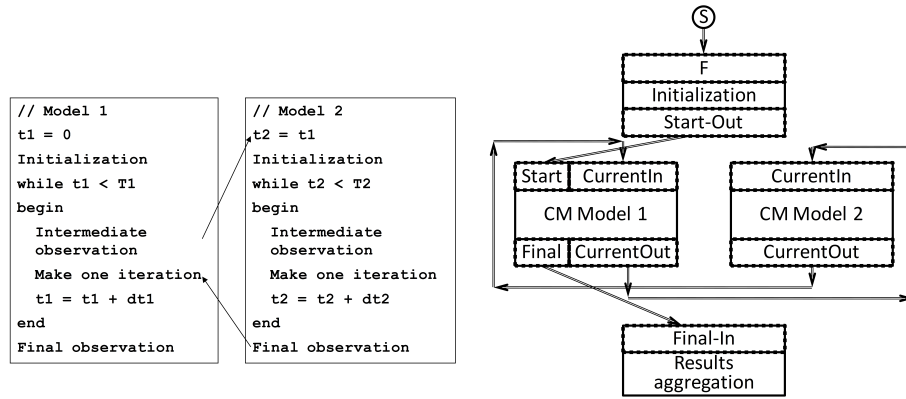 // Model 1
t1 = 0
Initialization
while t1 < T1
begin
Intermediate
observation
Make one iteration
t1 = t1 + dt1
end
Final observation
// Model 2
t2 = t1
Initialization
while t2 < T2
begin
Intermediate
observation
Make one iteration
t2 = t2 + dt2
end
Final observation
S
F
Initialization
Start-Out
Start CurrentIn
CM Model 1
Final CurrentOut
CurrentIn
CM Model 2
CurrentOut
Final-In
Results
aggregation